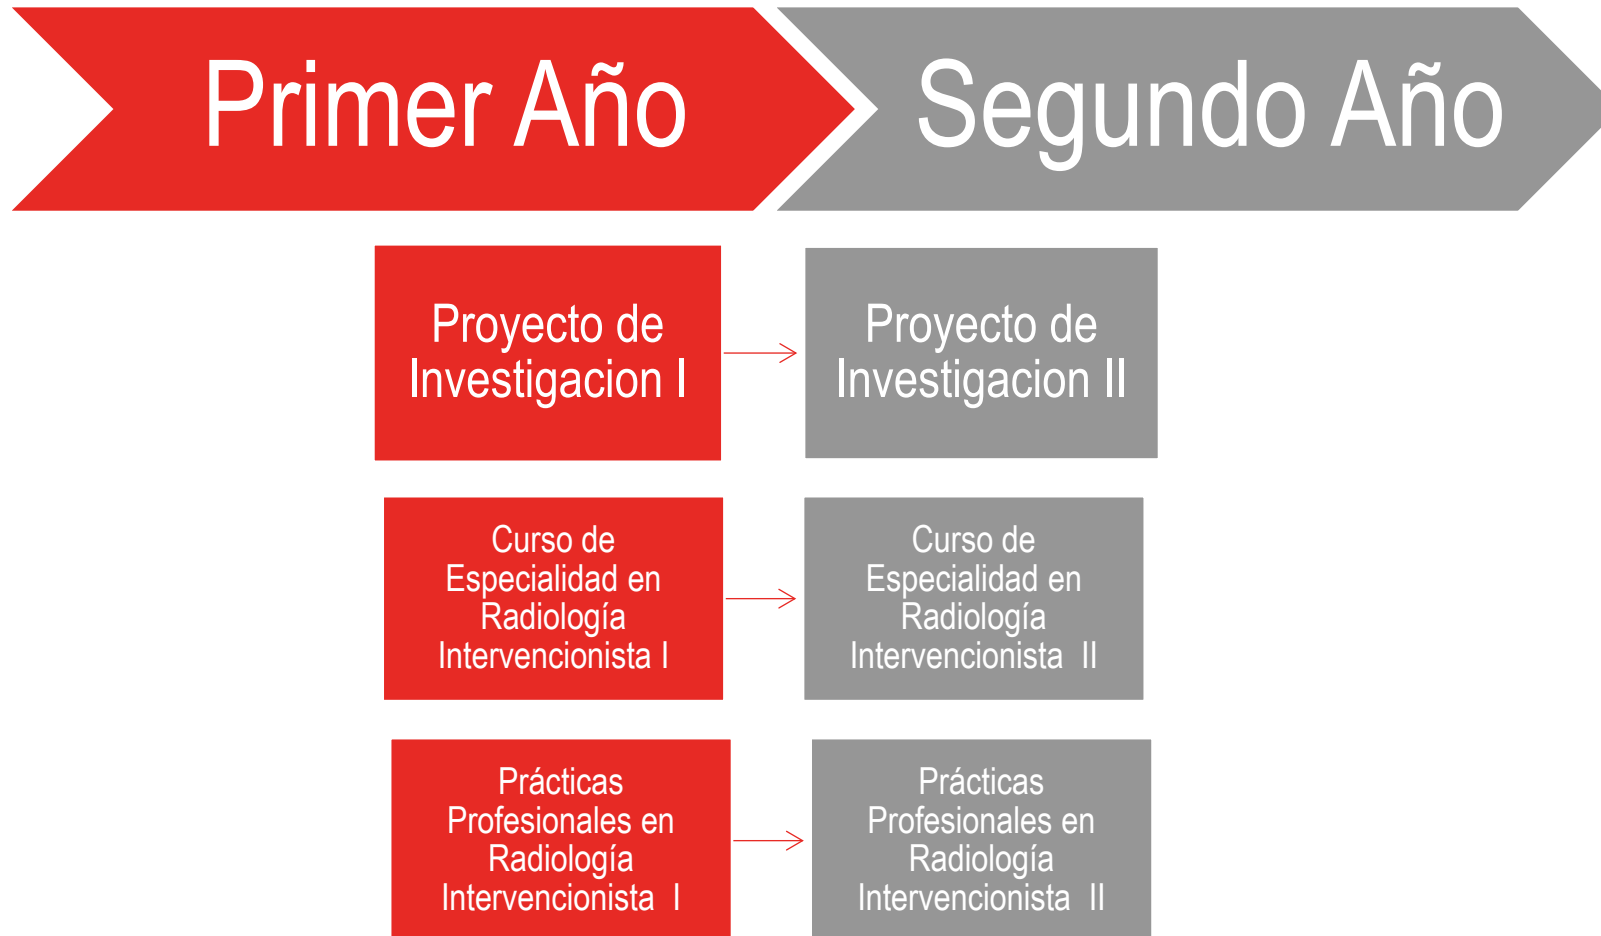 Primer Año
Segundo Año
Proyecto de
Investigacion I
Proyecto de
Investigacion II
Curso de
Especialidad en
Radiología
Intervencionista I
Curso de
Especialidad en
Radiología
Intervencionista II
Prácticas
Profesionales en
Radiología
Intervencionista I
Prácticas
Profesionales en
Radiología
Intervencionista II